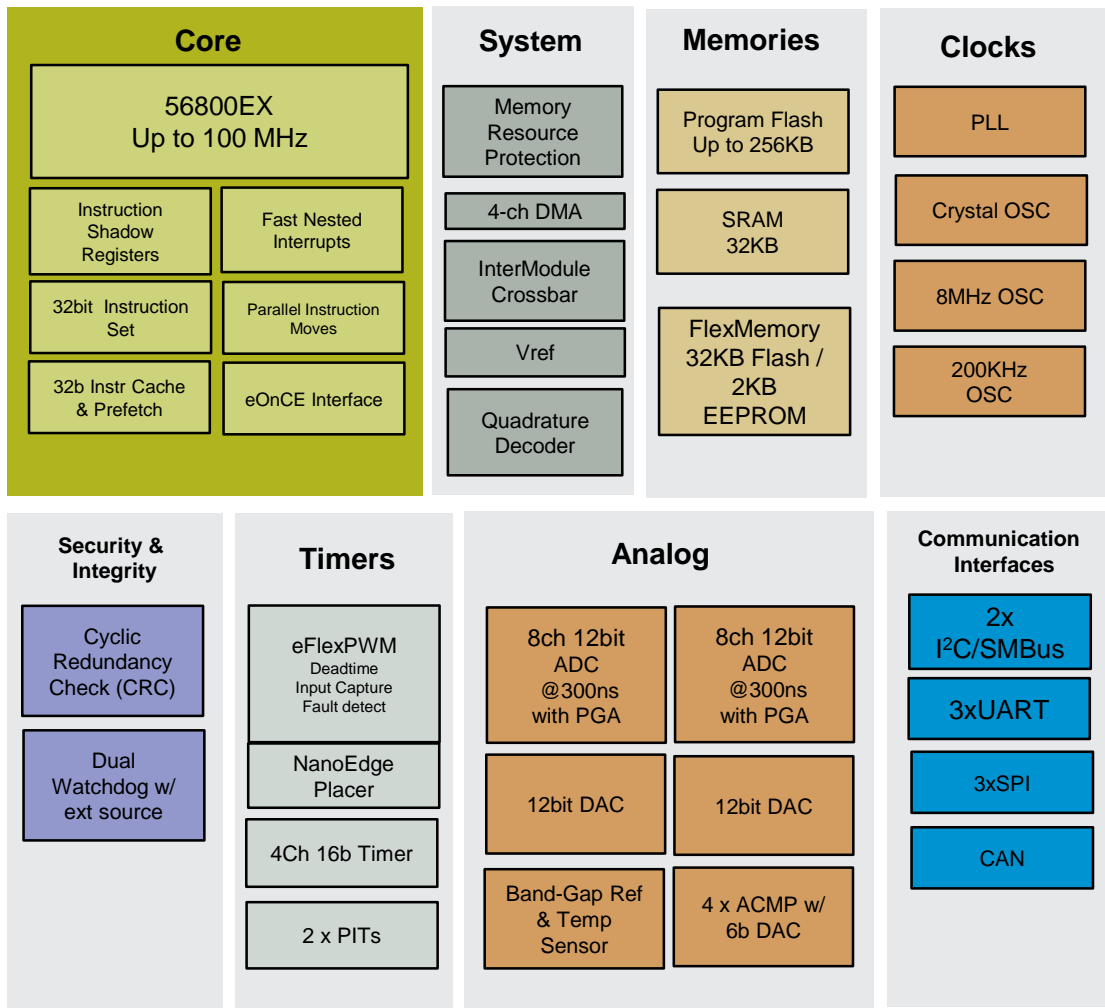 Core
56800EX
Up to 100 MHz
Instruction
Shadow
Registers
Fast Nested
Interrupts
32bit  Instruction
Set
Parallel Instruction
Moves
32b Instr Cache
& Prefetch
eOnCE Interface
System
Memory
Resource
Protection
4-ch DMA
InterModule
Crossbar
Vref
Quadrature
Decoder
Memories
Program Flash
Up to 256KB
SRAM
32KB
FlexMemory
32KB Flash /
2KB
EEPROM
Clocks
PLL
Crystal OSC
8MHz OSC
200KHz
OSC
Security &
Integrity
Cyclic
Redundancy
Check (CRC)
Dual
Watchdog w/
ext source
Timers
eFlexPWM
Deadtime
Input Capture
Fault detect
NanoEdge
Placer
4Ch 16b Timer
2 x PITs
Analog
8ch 12bit
ADC
@300ns
with PGA
8ch 12bit
ADC
@300ns
with PGA
12bit DAC
12bit DAC
Band-Gap Ref
& Temp
Sensor
4 x ACMP w/
6b DAC
Communication
Interfaces
2x
I²C/SMBus
3xUART
3xSPI
CAN